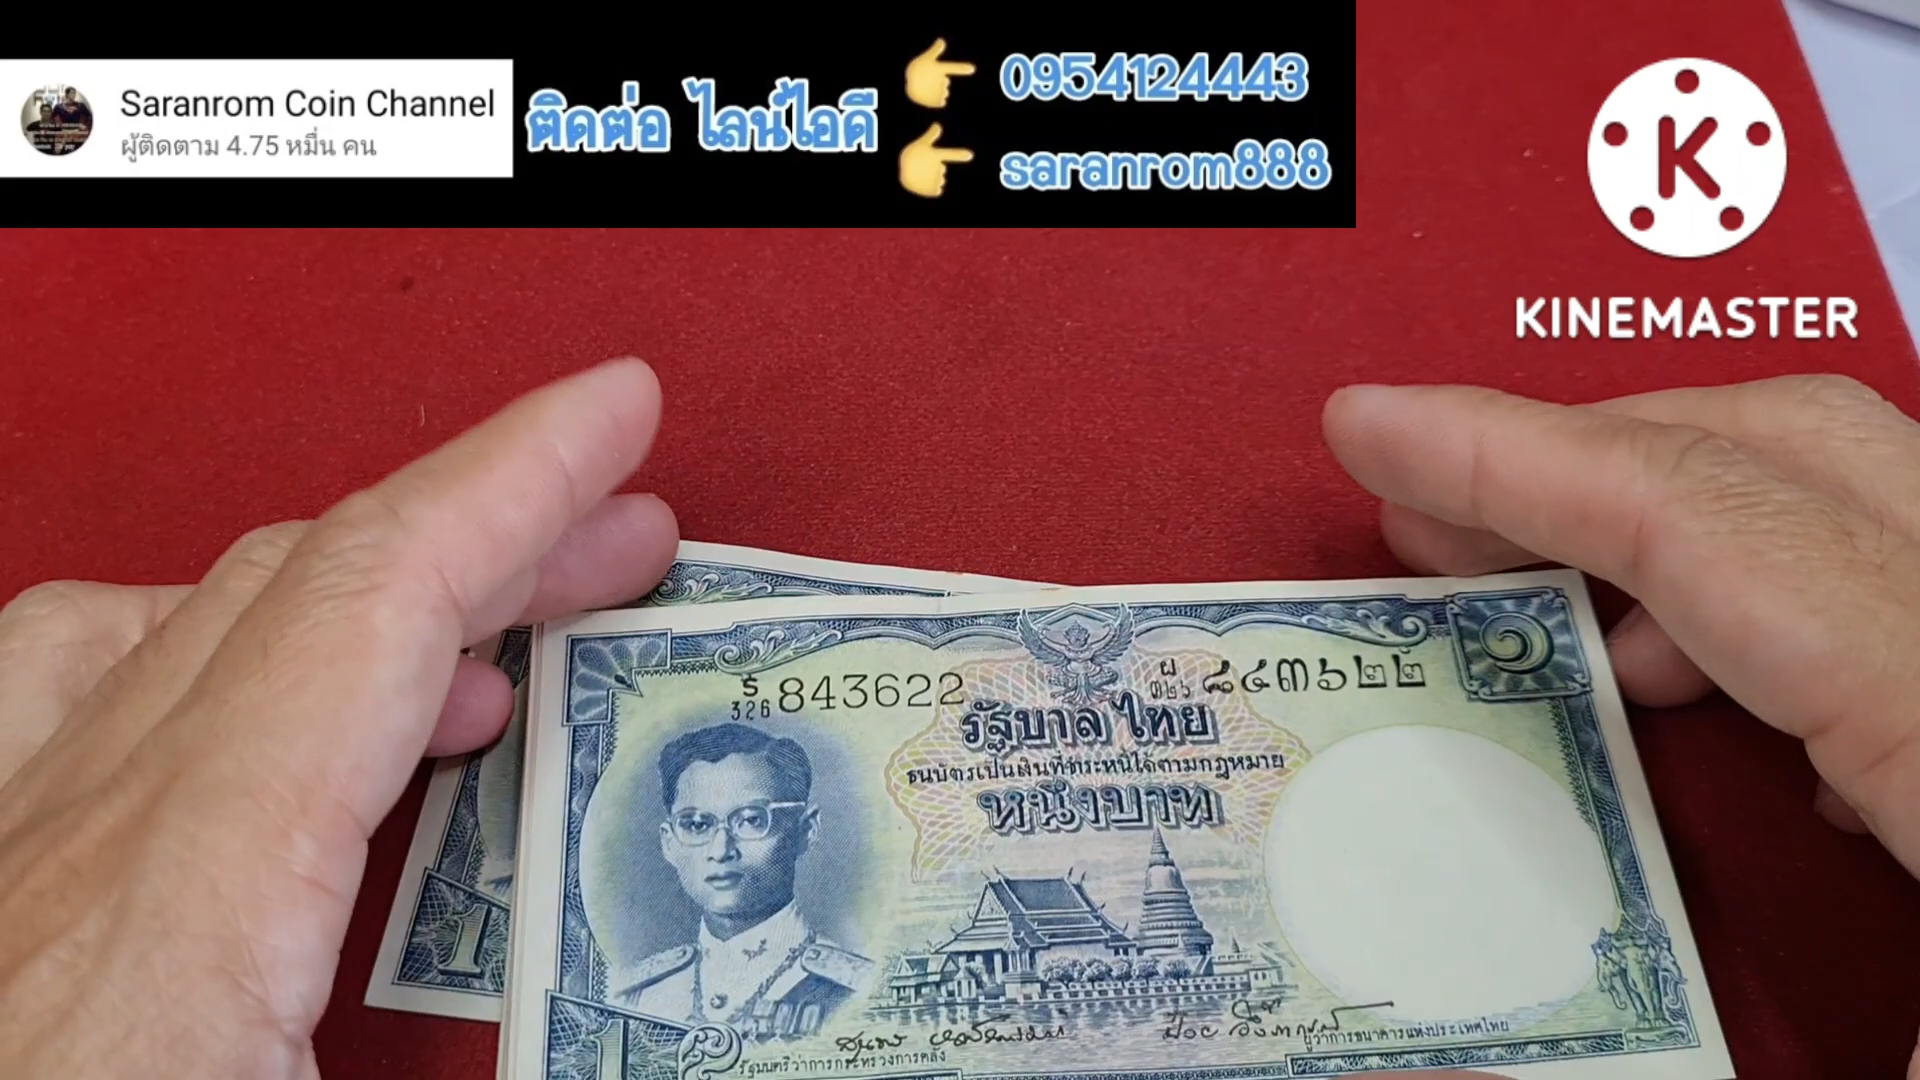 Saranrom Coin Channel
ผู้ติดตาม 4.75 หมื่น คน
ติดต่อ ไลน์ไอดี
0954124443
saranrom888
K
KINEMASTER
S
326 843622
ผ
๓๒๖ ๘๔๓๖๒๒
๑
รัฐบาลไทย
ธนบัตรเป็นเงินที่ชำระหนี้ได้ตามกฎหมาย
หนึ่งบาท
1
1
รัฐมนตรีว่าการกระทรวงการคลัง
ผู้ว่าการธนาคารแห่งประเทศไทย